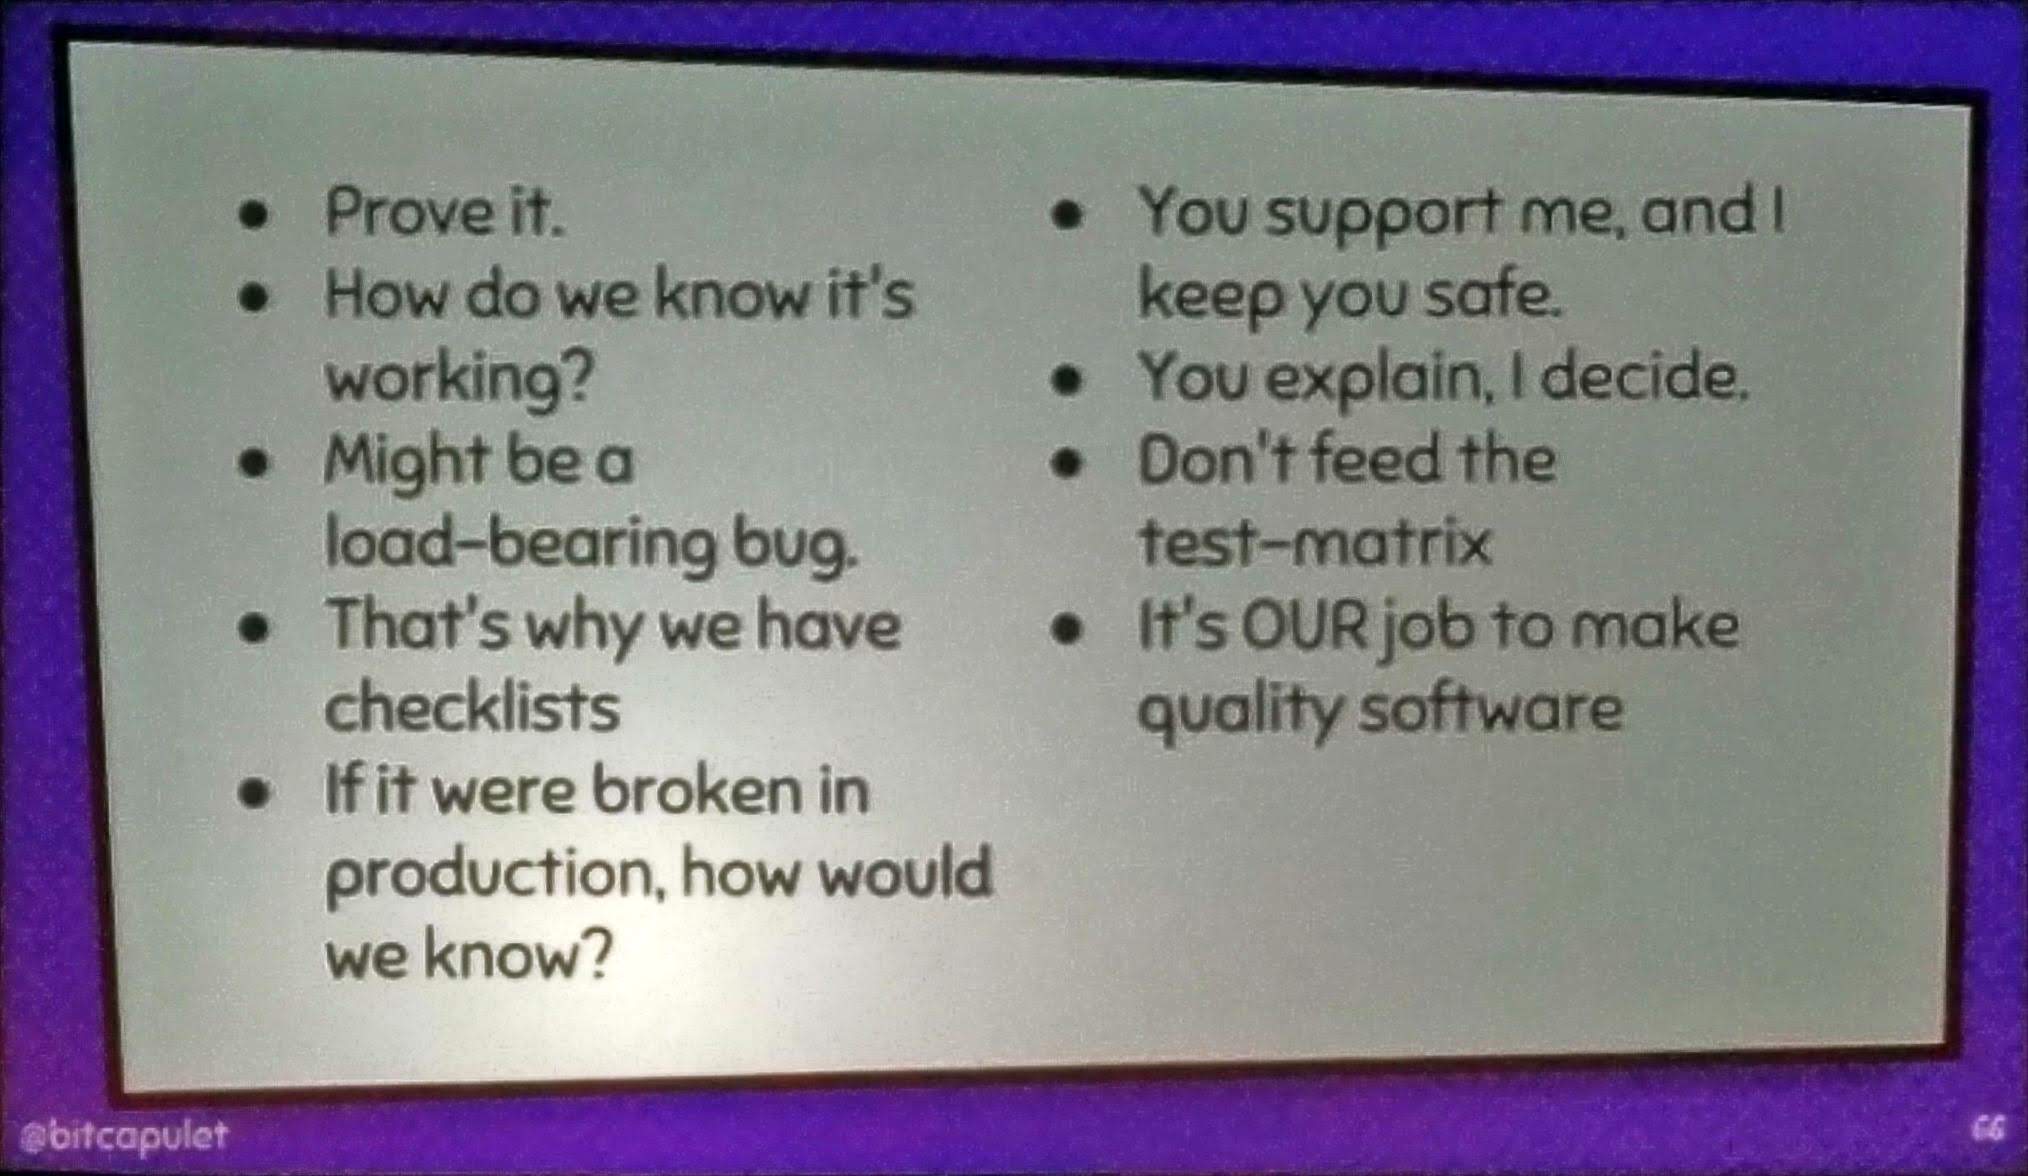 • Prove it.
• How do we know it's
working?
• Might be a
load-bearing bug.
• That's why we have
checklists
• If it were broken in
production, how would
we know?
• You support me, and I
keep you safe.
• You explain, I decide.
• Don't feed the
test-matrix
• It's OUR job to make
quality software
@bitcapulet
66